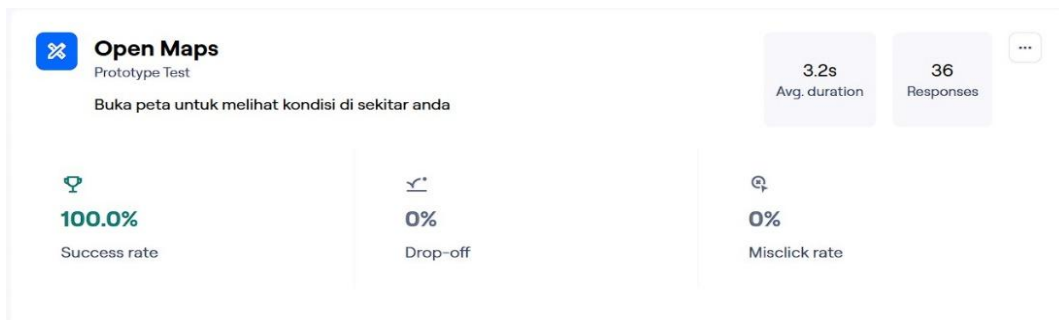 Open Maps
Prototype Test
Buka peta untuk melihat kondisi di sekitar anda
3.2s
Avg. duration
36
Responses
100.0%
Success rate
0%
Drop-off
0%
Misclick rate